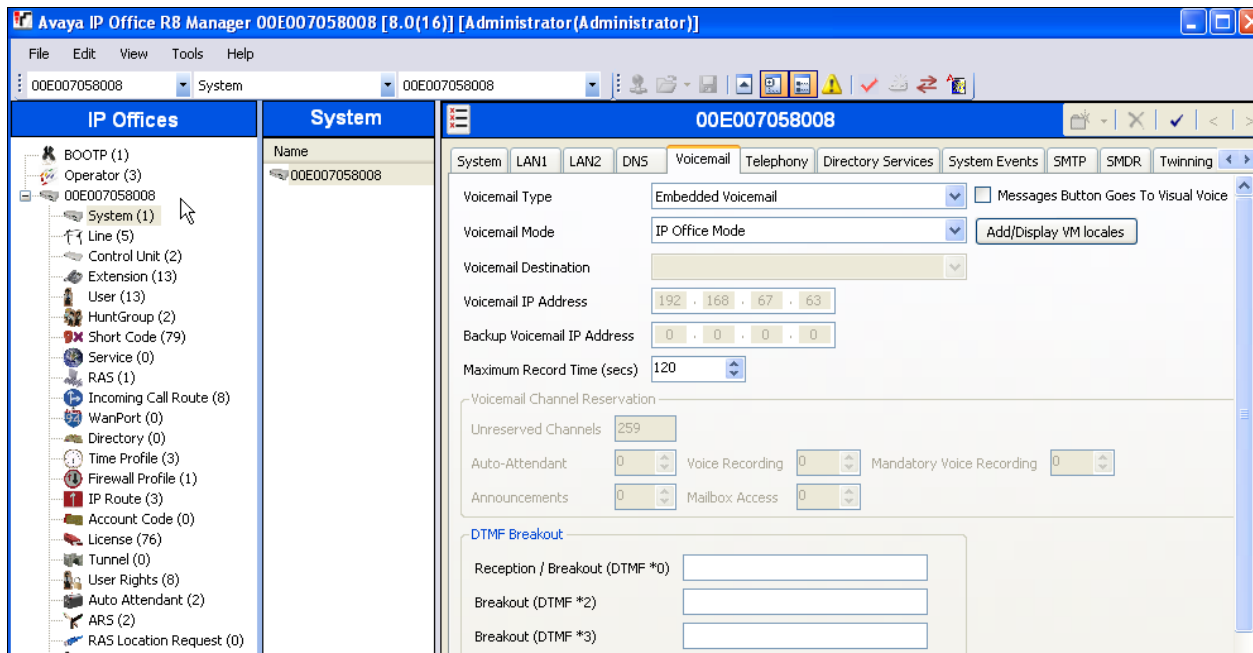 Avaya IP Office R8 Manager 00E007058008 [8.0(16)] [Administrator(Administrator)]
File Edit View Tools Help
00E007058008 System 00E007058008
IP Offices
BOOTP (1)
Operator (3)
00E007058008
System (1)
Line (5)
Control Unit (2)
Extension (13)
User (13)
HuntGroup (2)
Short Code (79)
Service (0)
RAS (1)
Incoming Call Route (8)
WanPort (0)
Directory (0)
Time Profile (3)
Firewall Profile (1)
IP Route (3)
Account Code (0)
License (76)
Tunnel (0)
User Rights (8)
Auto Attendant (2)
ARS (2)
RAS Location Request (0)
System
Name
00E007058008
00E007058008
System LAN1 LAN2 DNS Voicemail Telephony Directory Services System Events SMTP SMDR Twinning
Voicemail Type Embedded Voicemail Messages Button Goes To Visual Voice
Voicemail Mode IP Office Mode Add/Display VM locales
Voicemail Destination
Voicemail IP Address 192 . 168 . 67 . 63
Backup Voicemail IP Address 0 . 0 . 0 . 0
Maximum Record Time (secs) 120
Voicemail Channel Reservation
Unreserved Channels 259
Auto-Attendant 0 Voice Recording 0 Mandatory Voice Recording 0
Announcements 0 Mailbox Access 0
DTMF Breakout
Reception / Breakout (DTMF *0)
Breakout (DTMF *2)
Breakout (DTMF *3)